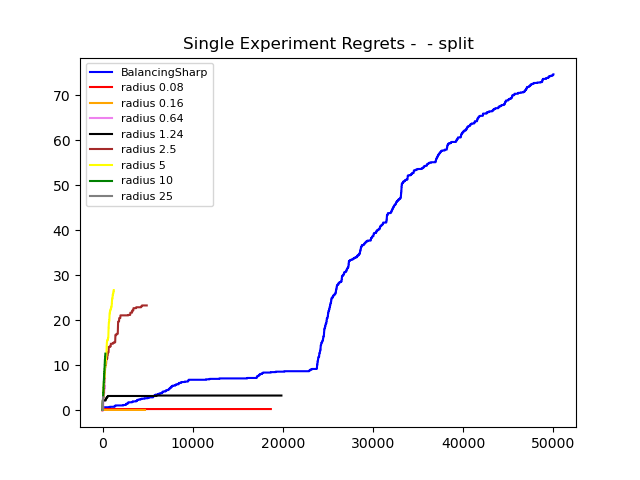 Single Experiment Regrets -  - split
BalancingSharp
radius 0.08
radius 0.16
radius 0.64
radius 1.24
radius 2.5
radius 5
radius 10
radius 25
70
60
50
40
30
20
10
0
0 10000 20000 30000 40000 50000